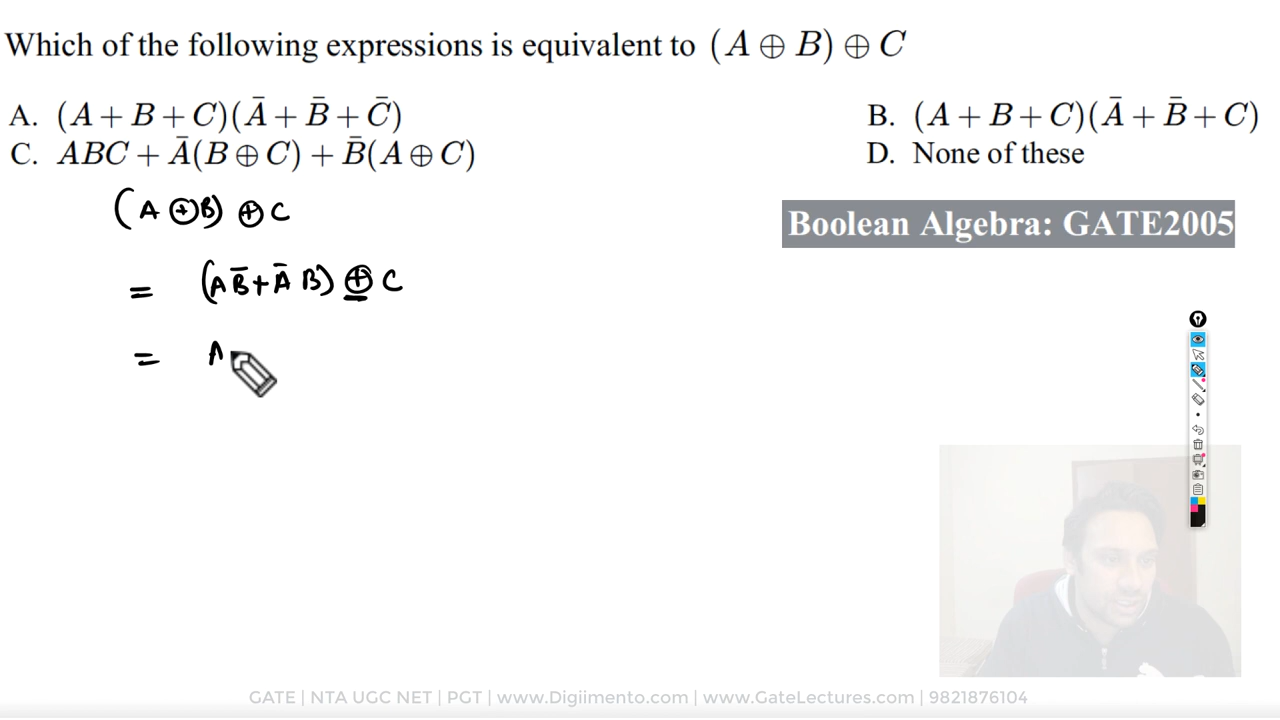 Which of the following expressions is equivalent to (A ⊕ B) ⊕ C
A. (A + B + C)(Ā + B̄ + C̄)
B. (A + B + C)(Ā + B̄ + C)
C. ABC + Ā(B ⊕ C) + B̄(A ⊕ C)
D. None of these
(A ⊕ B) ⊕ C
Boolean Algebra: GATE2005
= (AB̄ + ĀB) ⊕ C
= A
GATE | NTA UGC NET | PGT | www.Digiimento.com | www.GateLectures.com | 9821876104